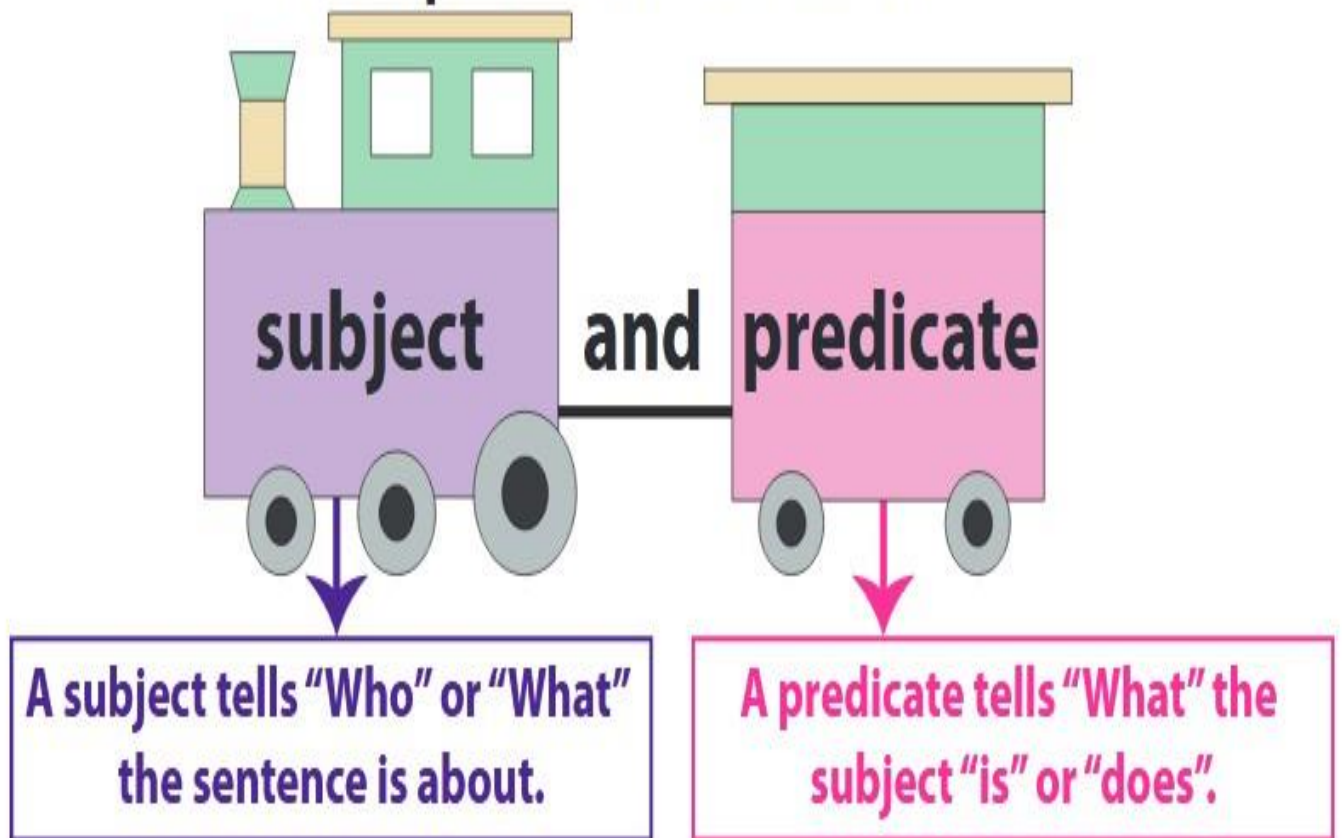 subject and predicate
A subject tells “Who” or “What”
the sentence is about.
A predicate tells “What” the
subject “is” or “does”.